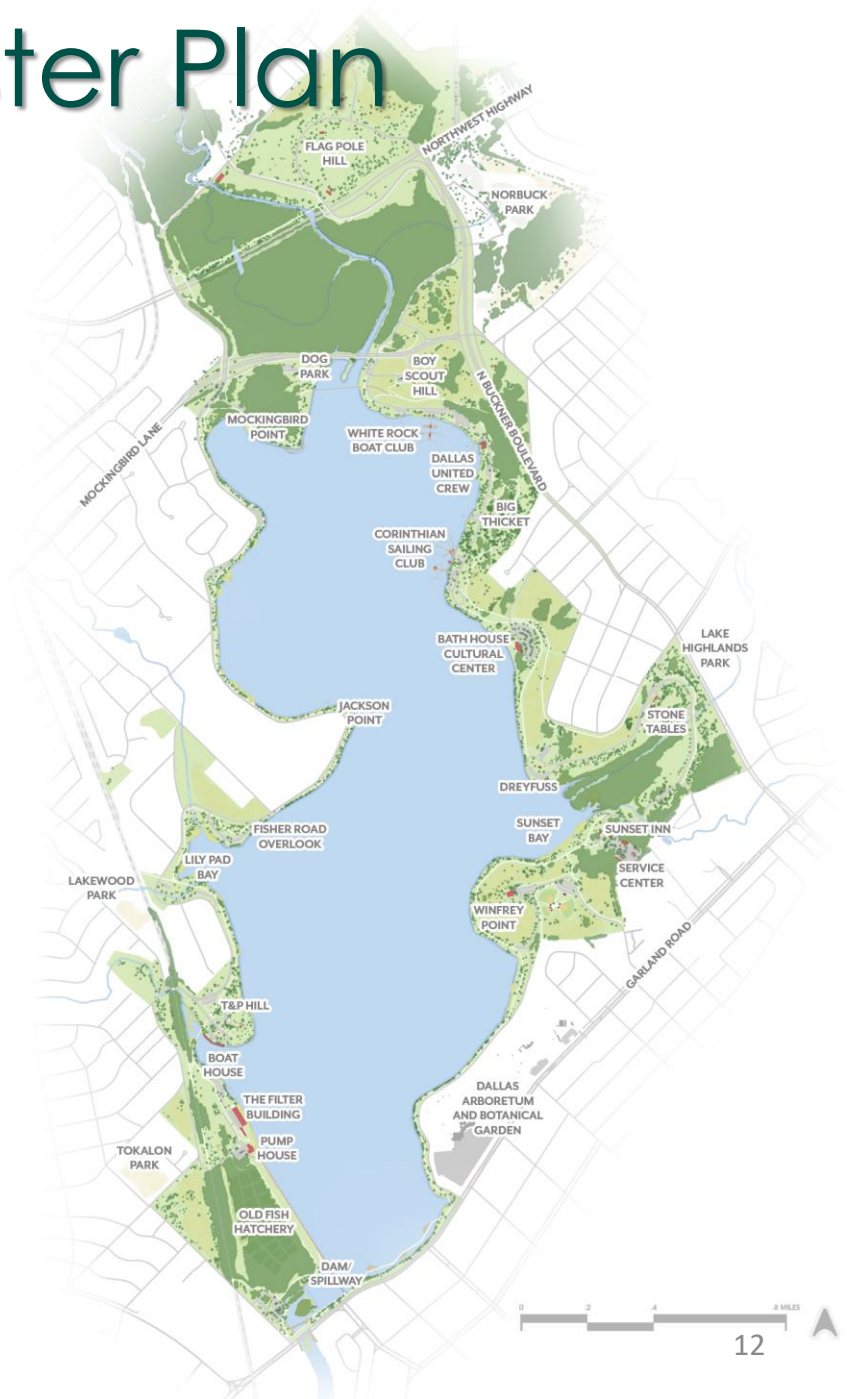 ster Plan
FLAG POLE
HILL
NORTHWEST HIGHWAY
NORBUCK
PARK
DOG
PARK
BOY
SCOUT
HILL
N BUCKNER BOULEVARD
MOCKINGBIRD
POINT
MOCKINGBIRD LANE
WHITE ROCK
BOAT CLUB
DALLAS
UNITED
CREW
BIG
THICKET
CORINTHIAN
SAILING
CLUB
BATH HOUSE
CULTURAL
CENTER
LAKE
HIGHLANDS
PARK
JACKSON
POINT
STONE
TABLES
DREYFUSS
SUNSET
BAY
SUNSET INN
FISHER ROAD
OVERLOOK
LILY PAD
BAY
SERVICE
CENTER
LAKEWOOD
PARK
WINFREY
POINT
GARLAND ROAD
T&P HILL
BOAT
HOUSE
THE FILTER
BUILDING
DALLAS
ARBORETUM
AND BOTANICAL
GARDEN
PUMP
HOUSE
TOKALON
PARK
OLD FISH
HATCHERY
DAM/
SPILLWAY
0 .2 .4 .8 MILES
12